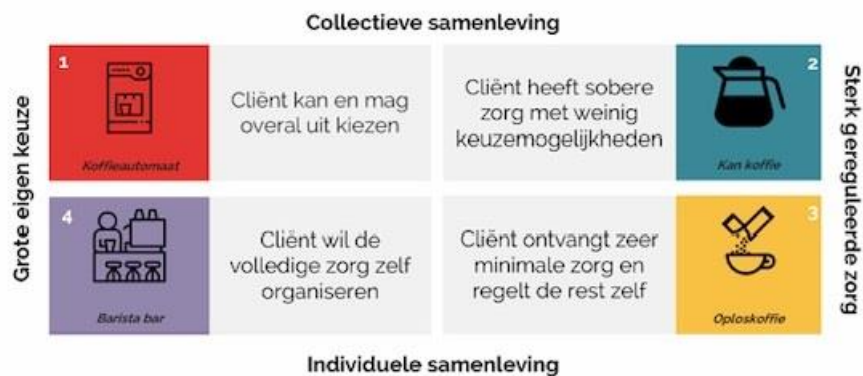 Collectieve samenleving
Grote eigen keuze
Sterk gereguleerde zorg
1
Koffieautomaat
Cliënt kan en mag
overal uit kiezen
Cliënt heeft sobere
zorg met weinig
keuzemogelijkheden
2
Kan koffie
4
Barista bar
Cliënt wil de
volledige zorg zelf
organiseren
Cliënt ontvangt zeer
minimale zorg en
regelt de rest zelf
3
Oploskoffie
Individuele samenleving